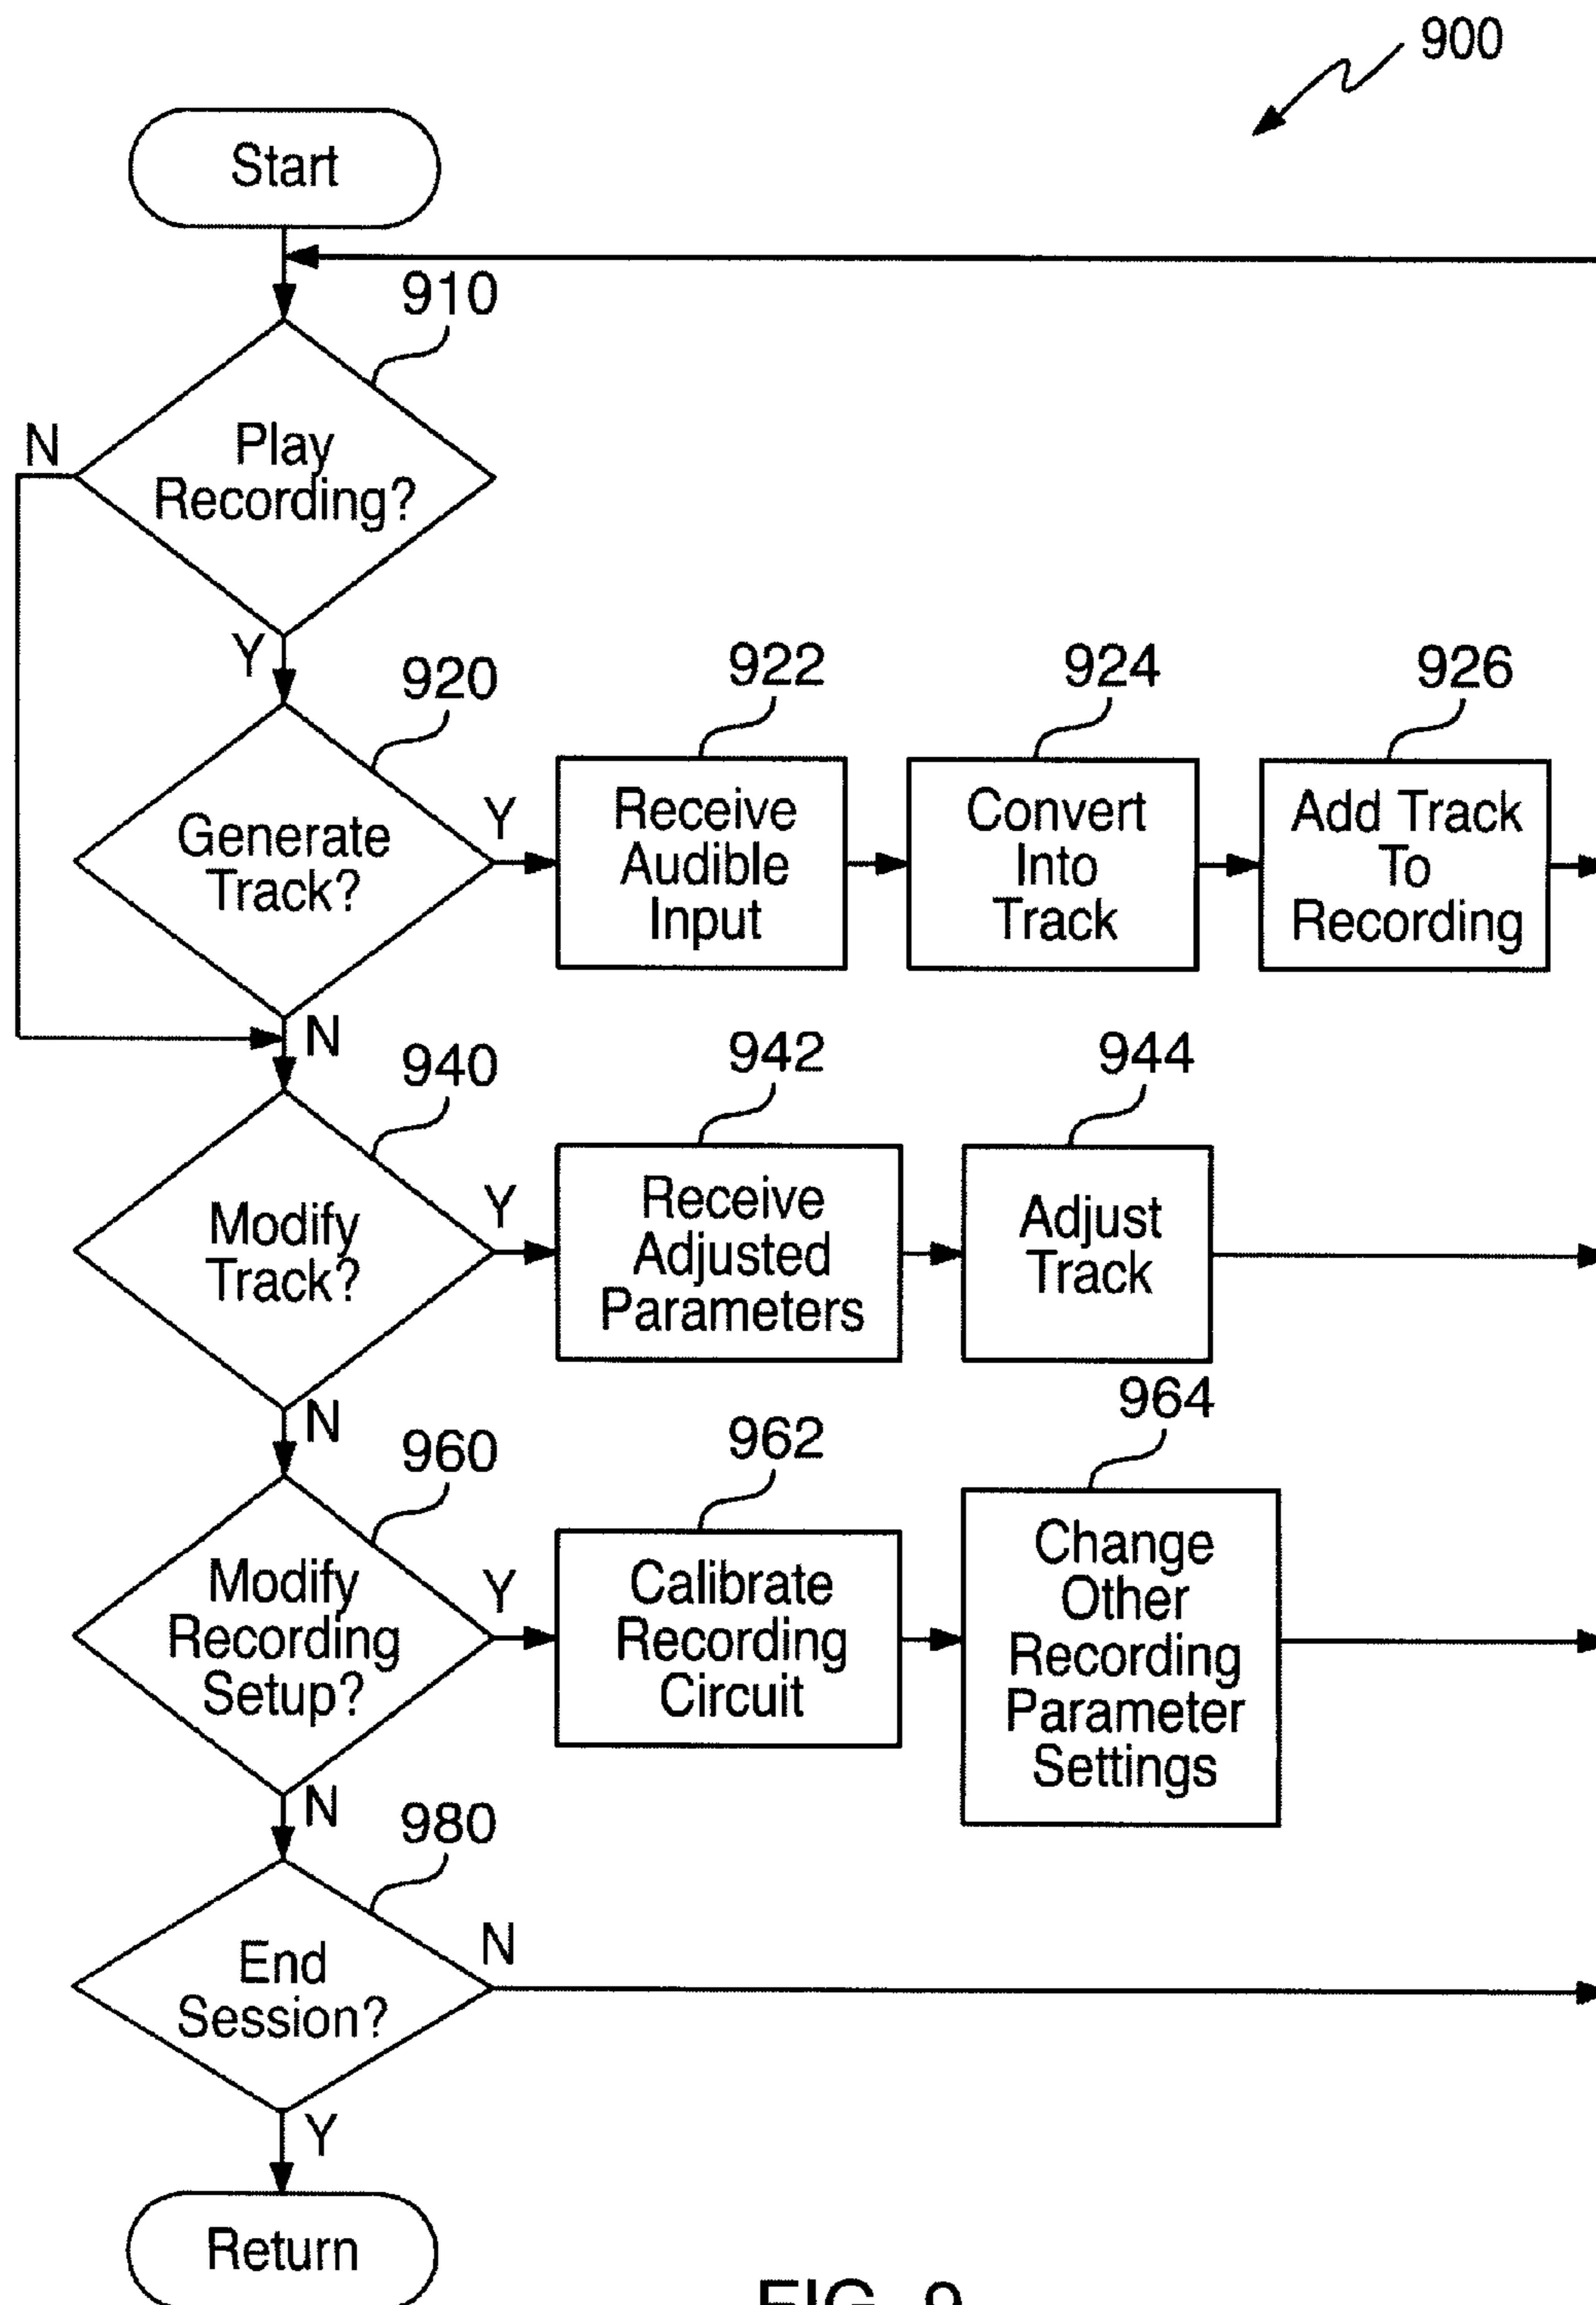 900
Start
910
N
Play
Recording?
Y
920
922
924
926
Generate
Track?
Y
Receive
Audible
Input
Convert
Into
Track
Add Track
To
Recording
N
940
942
944
Modify
Track?
Y
Receive
Adjusted
Parameters
Adjust
Track
N
960
962
964
Modify
Recording
Setup?
Y
Calibrate
Recording
Circuit
Change
Other
Recording
Parameter
Settings
N
980
End
Session?
N
Y
Return
FIG. 9